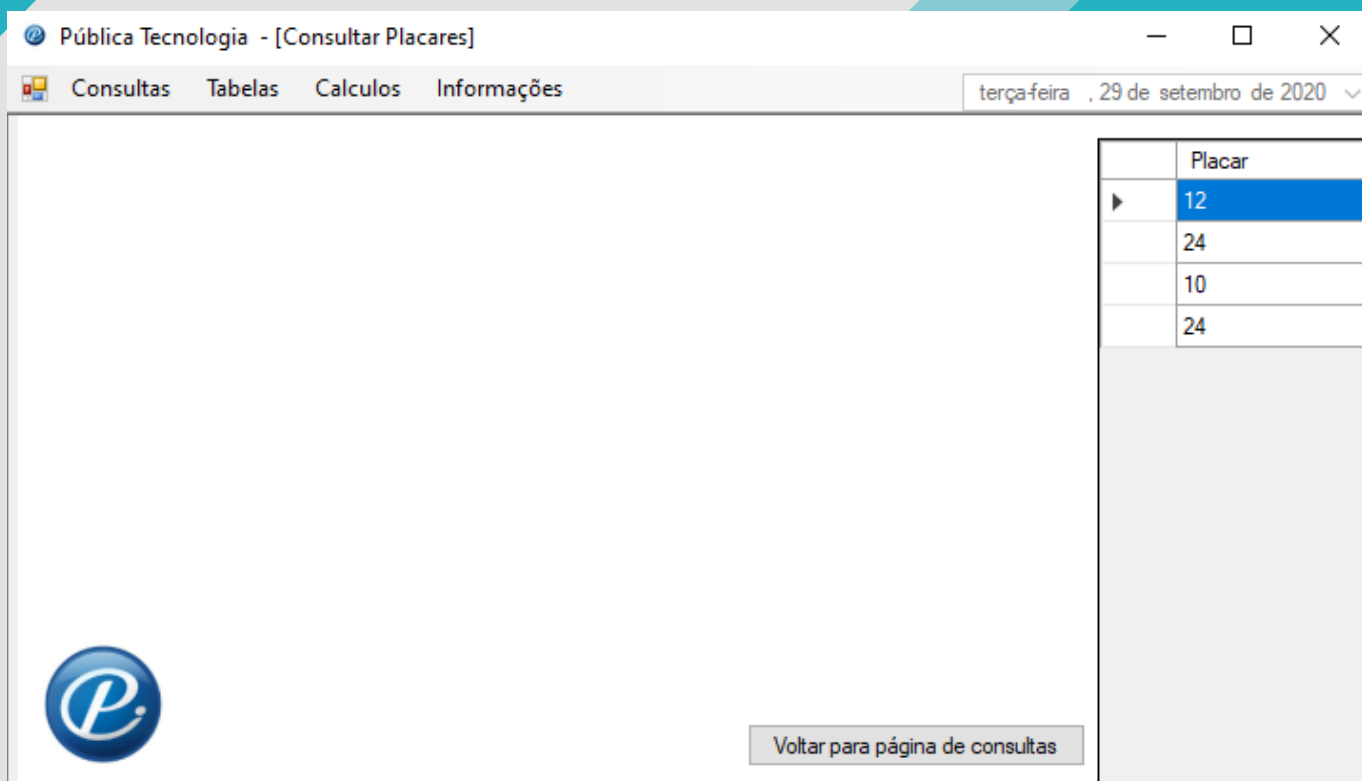 Pública Tecnologia - [Consultar Placares]
Consultas Tabelas Calculos Informações
terça-feira , 29 de setembro de 2020
Placar
12
24
10
24
Voltar para página de consultas